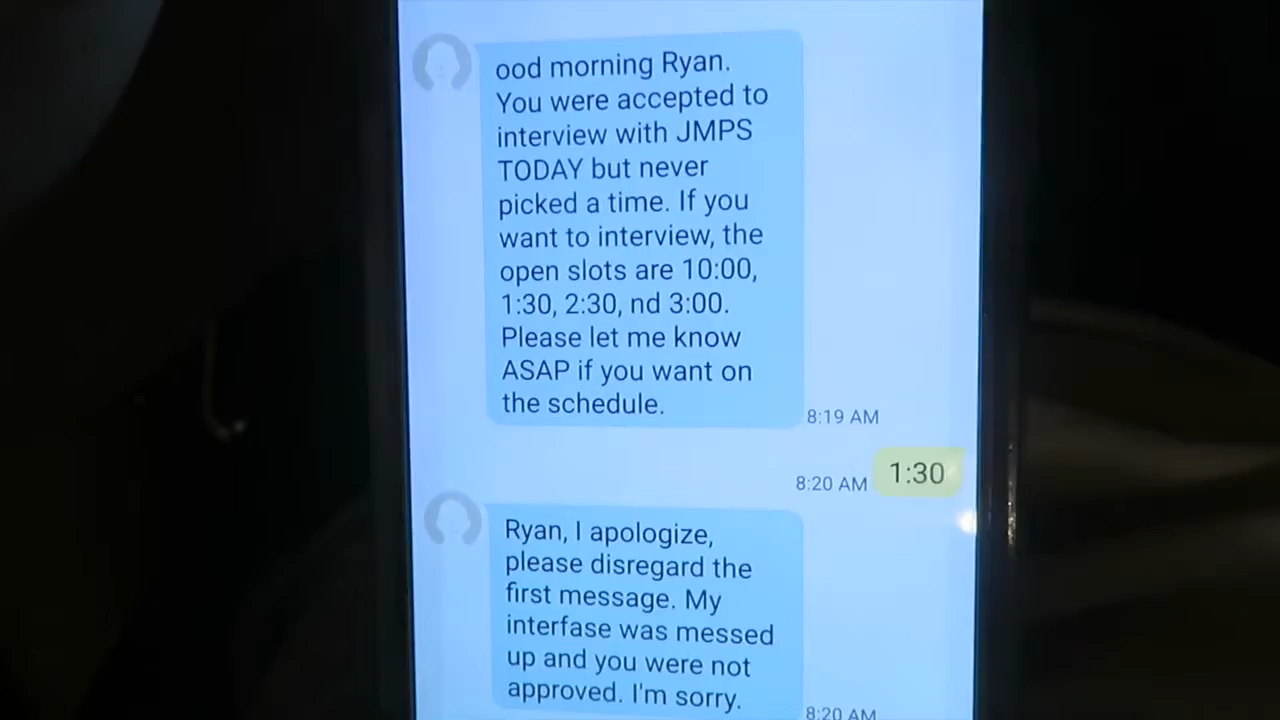 ood morning Ryan.
You were accepted to
interview with JMPS
TODAY but never
picked a time. If you
want to interview, the
open slots are 10:00,
1:30, 2:30, nd 3:00.
Please let me know
ASAP if you want on
the schedule.
8:19 AM
1:30
8:20 AM
Ryan, I apologize,
please disregard the
first message. My
interfase was messed
up and you were not
approved. I'm sorry.
8:20 AM